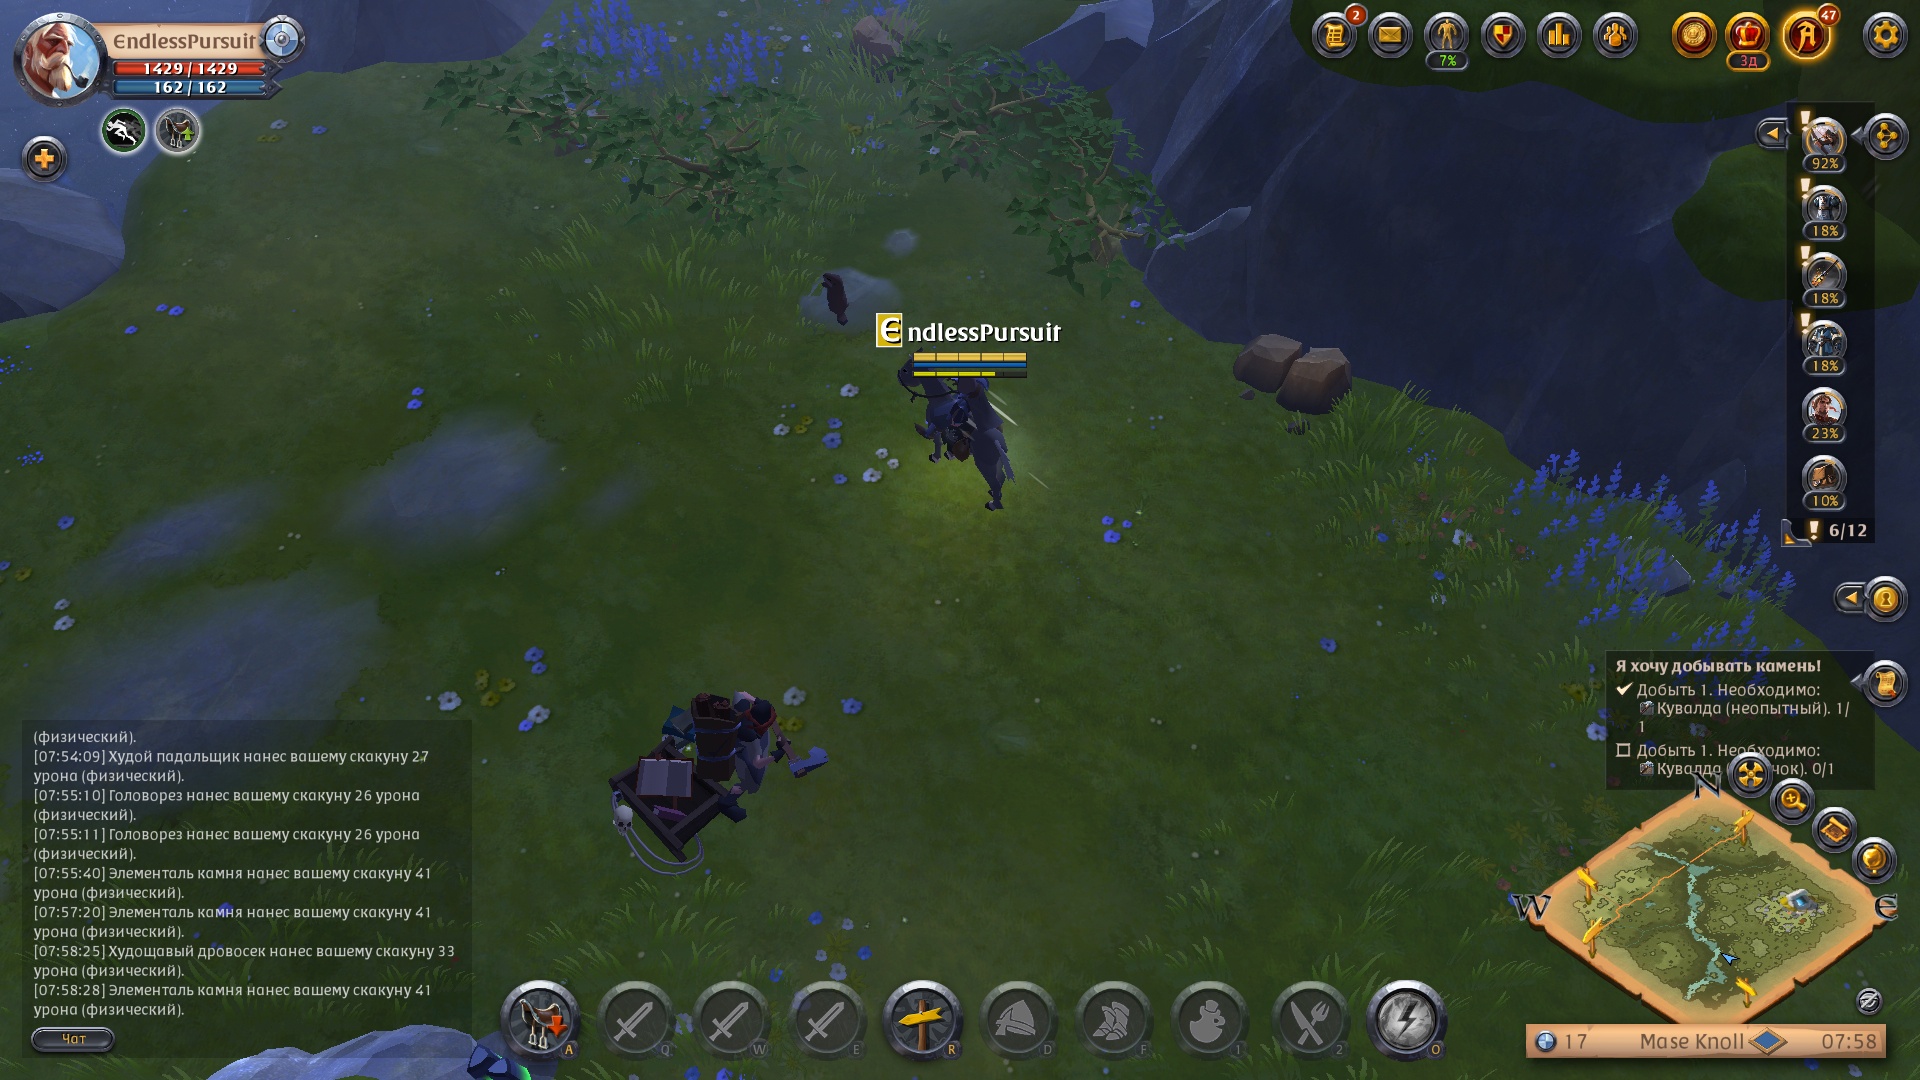 EndlessPursuit
1429 / 1429
162 / 162
2
7%
3д
47
92%
18%
18%
18%
23%
10%
6/12
EndlessPursuit
Я хочу добывать камень!
Добыть 1. Необходимо:
Кувалда (неопытный). 1/
1
Добыть 1. Необходимо:
чок). 0/1
N
W
E
17 Mase Knoll 07:58
(физический).
[07:54:09] Худой падальщик нанес вашему скакуну 27
урона (физический).
[07:55:10] Головорез нанес вашему скакуну 26 урона
(физический).
[07:55:11] Головорез нанес вашему скакуну 26 урона
(физический).
[07:55:40] Элементаль камня нанес вашему скакуну 41
урона (физический).
[07:57:20] Элементаль камня нанес вашему скакуну 41
урона (физический).
[07:58:25] Худощавый дровосек нанес вашему скакуну 33
урона (физический).
[07:58:28] Элементаль камня нанес вашему скакуну 41
урона (физический).
Чат
A Q W E R D F 1 2 O